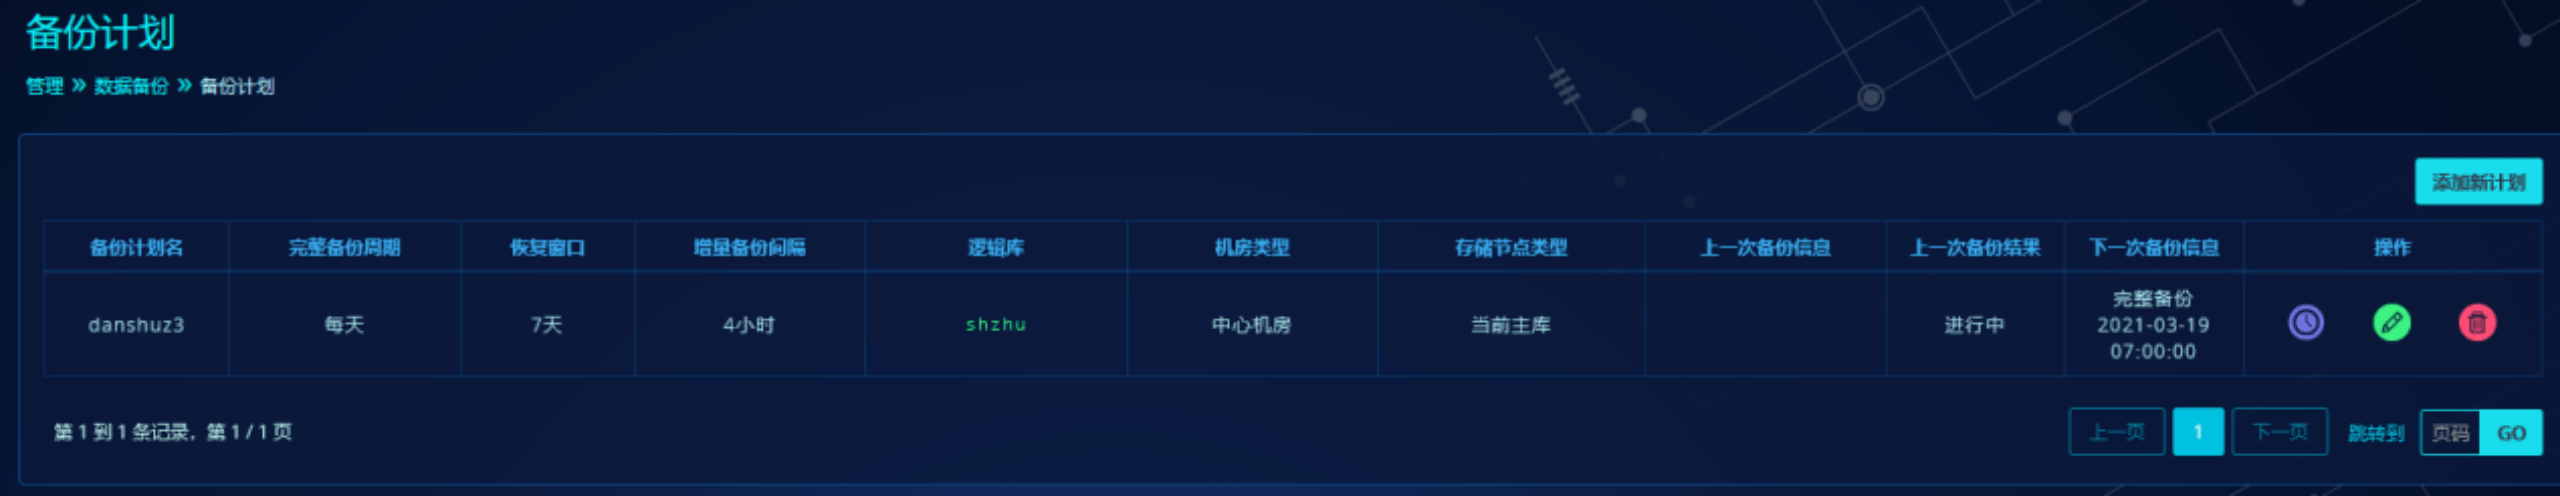 备份计划
管理 » 数据备份 » 备份计划
添加新计划
备份计划名 完整备份周期 恢复窗口 增量备份间隔 逻辑库 机房类型 存储节点类型 上一次备份信息 上一次备份结果 下一次备份信息 操作
danshuz3 每天 7天 4小时 shzhu 中心机房 当前主库 进行中 完整备份
2021-03-19
07:00:00
第 1 到 1 条记录，第 1 / 1 页
上一页 1 下一页 跳转到 页码 GO